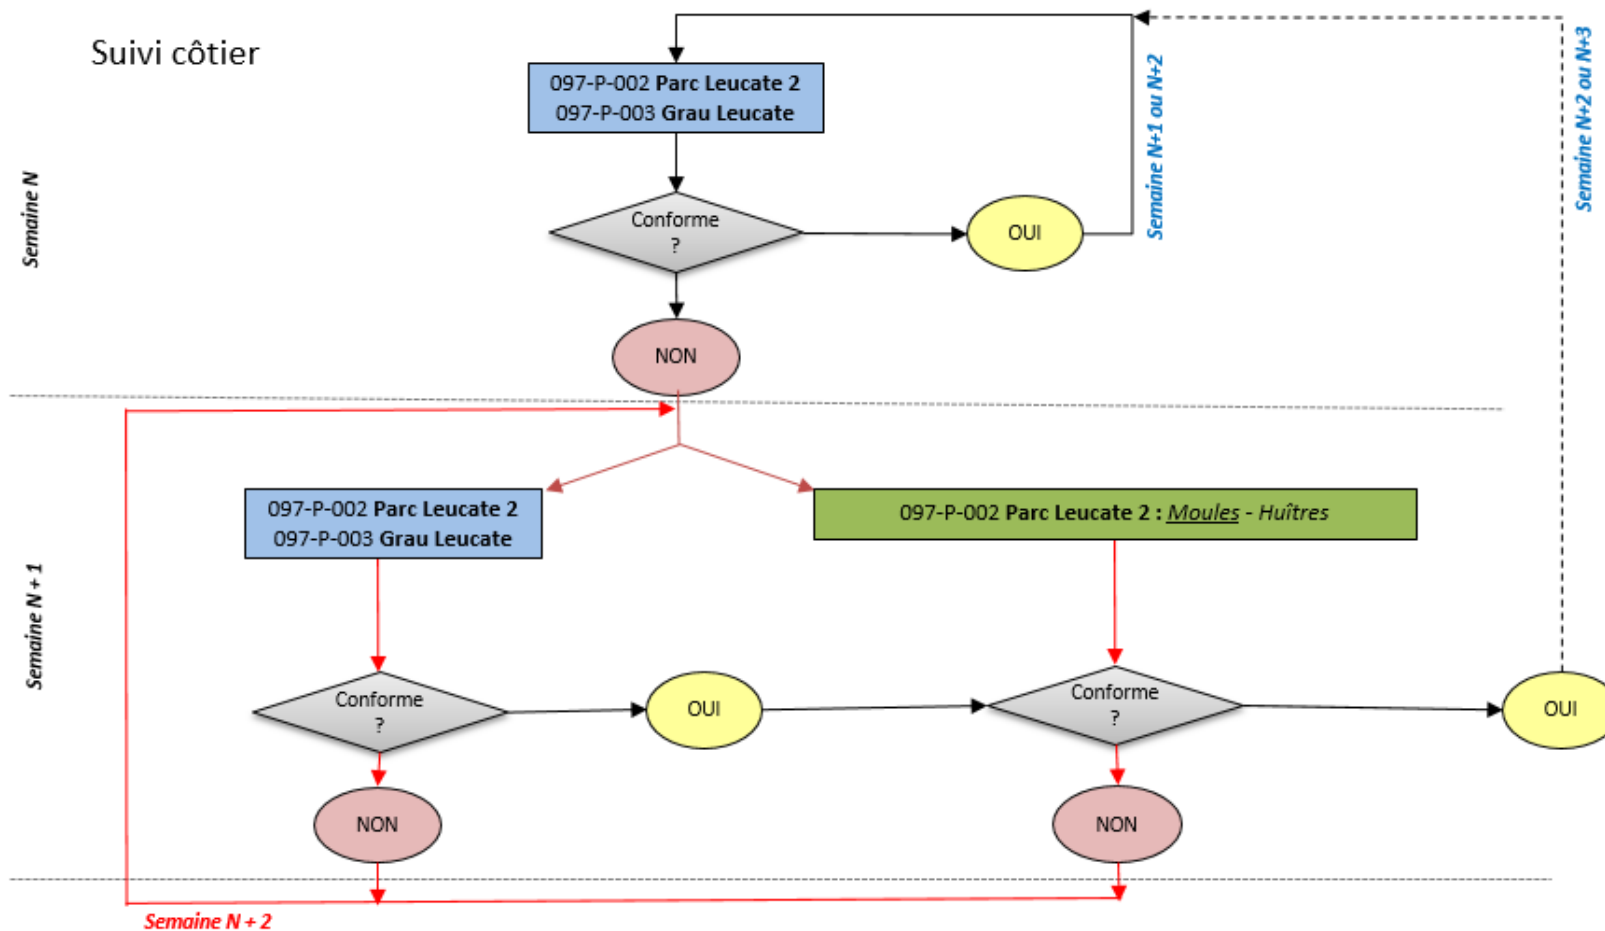 Suivi côtier
097-P-002 Parc Leucate 2
097-P-003 Grau Leucate
Semaine N+1 ou N+2
Semaine N+2 ou N+3
Semaine N
Conforme
?
OUI
NON
097-P-002 Parc Leucate 2
097-P-003 Grau Leucate
097-P-002 Parc Leucate 2 : Moules - Huîtres
Semaine N + 1
Conforme
?
OUI
Conforme
?
OUI
NON
NON
Semaine N + 2